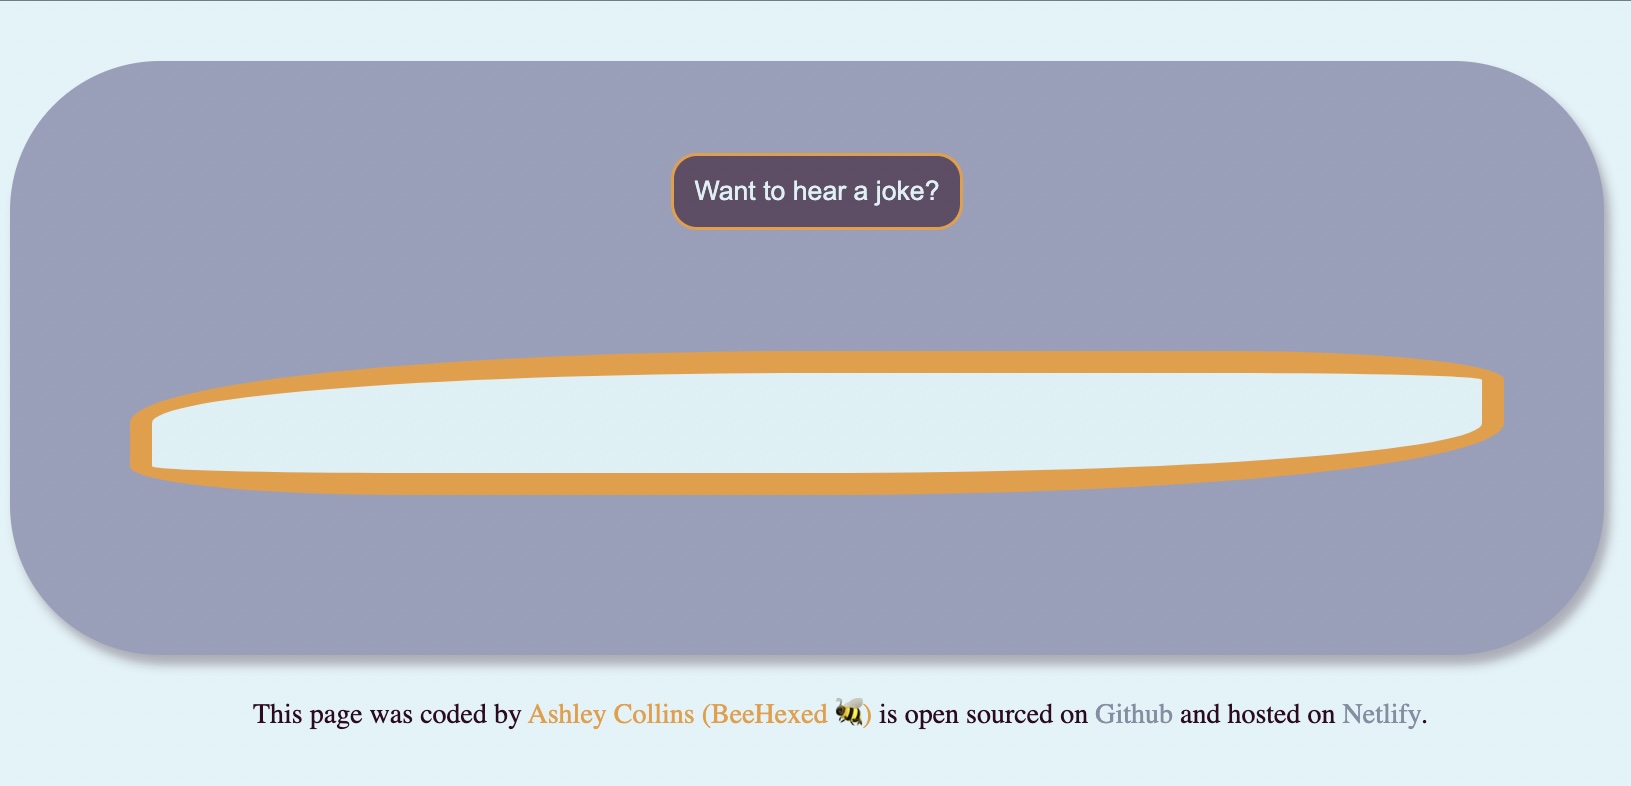 Want to hear a joke?
This page was coded by Ashley Collins (BeeHexed 🐝) is open sourced on Github and hosted on Netlify.